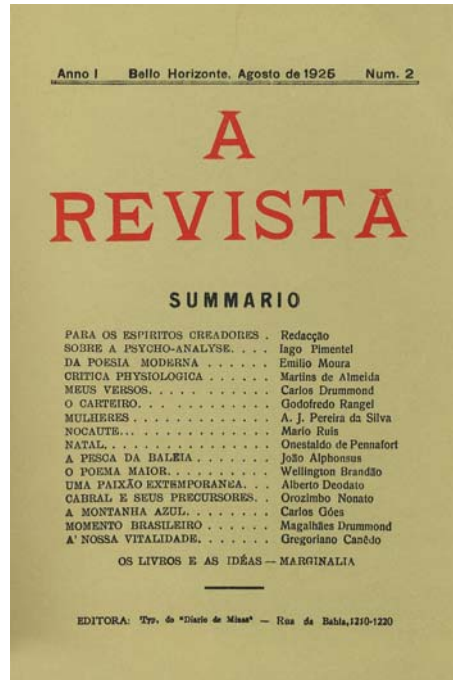 Anno I Bello Horizonte, Agosto de 1925 Num. 2
A
REVISTA
SUMMARIO
PARA OS ESPIRITOS CREADORES . Redacção
SOBRE A PSYCHO-ANALYSE. . . . Iago Pimentel
DA POESIA MODERNA . . . . . . Emilio Moura
CRITICA PHYSIOLOGICA . . . . . . Martins de Almeida
MEUS VERSOS. . . . . . . . . . . . Carlos Drummond
O CARTEIRO. . . . . . . . . . . . . Godofredo Rangel
MULHERES . . . . . . . . . . . . . A. J. Pereira da Silva
NOCAUTE... . . . . . . . . . . . . Mario Ruis
NATAL. . . . . . . . . . . . . . . . Onestaldo de Pennafort
A PESCA DA BALEIA . . . . . . . João Alphonsus
O POEMA MAIOR. . . . . . . . . . Wellington Brandão
UMA PAIXÃO EXTEMPORANEA. . . Alberto Deodato
CABRAL E SEUS PRECURSORES. . Orozimbo Nonato
A MONTANHA AZUL. . . . . . . . Carlos Góes
MOMENTO BRASILEIRO . . . . . . Magalhães Drummond
A' NOSSA VITALIDADE. . . . . . . Gregoriano Canêdo
OS LIVROS E AS IDÉAS — MARGINALIA
EDITORA: Typ. do "Diario de Minas" — Rua da Bahia, 1210-1220